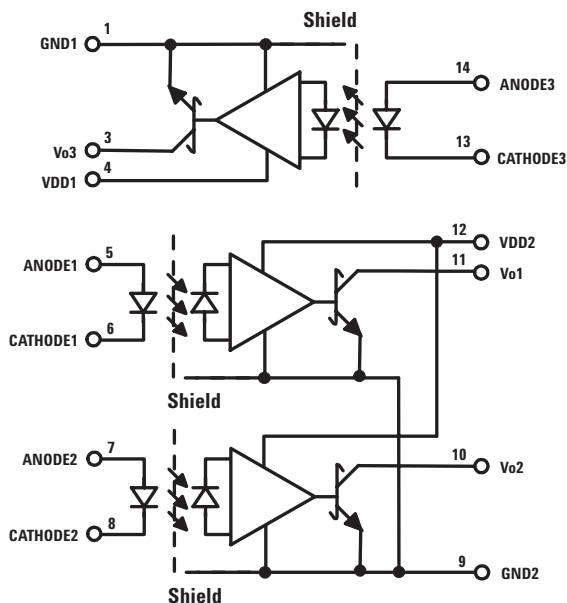 Shield
1
GND1
14
ANODE3
3
Vo3
13
CATHODE3
4
VDD1
12
VDD2
5
ANODE1
11
Vo1
6
CATHODE1
Shield
7
ANODE2
10
Vo2
8
CATHODE2
9
GND2
Shield